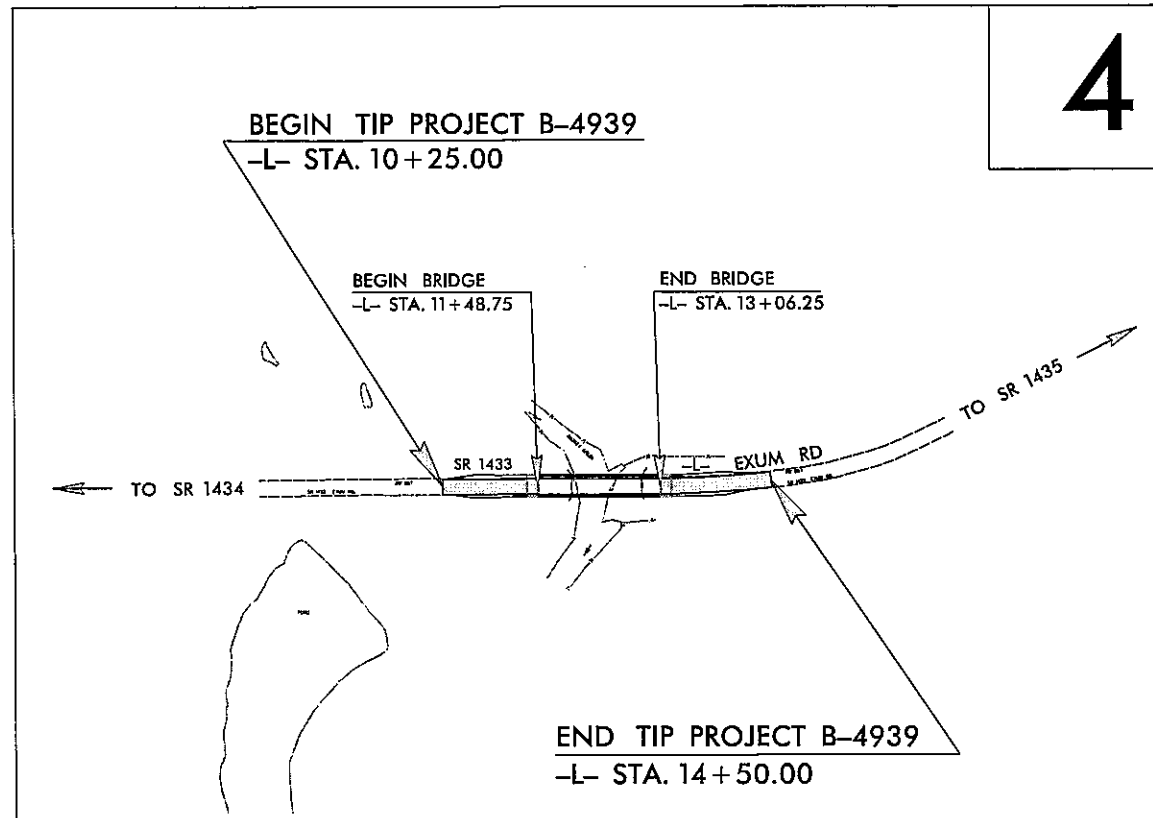 4
BEGIN TIP PROJECT B-4939
-L- STA. 10+25.00
BEGIN BRIDGE
-L- STA. 11+48.75
END BRIDGE
-L- STA. 13+06.25
TO SR 1435
SR 1433
-L- EXUM RD
TO SR 1434
END TIP PROJECT B-4939
-L- STA. 14+50.00